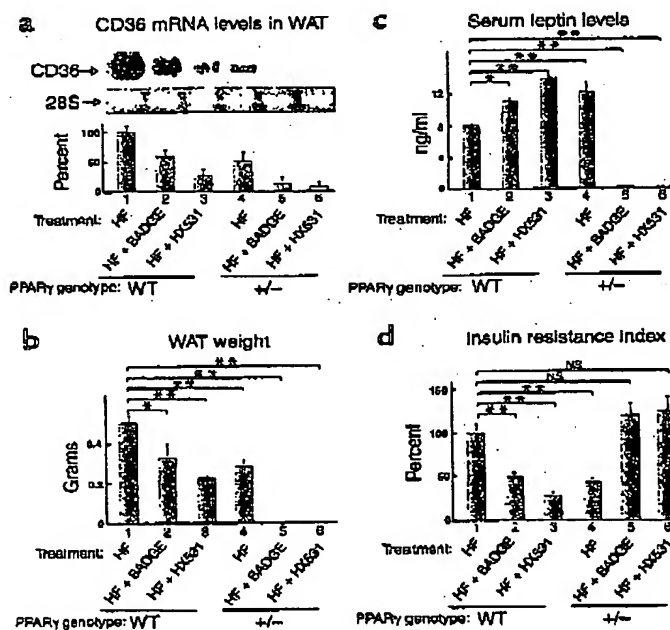 a CD36 mRNA levels in WAT
CD36→
28S→
Percent
100
50
0
1 2 3 4 5 6
Treatment: HF HF + BADGE HF + HX531 HF HF + BADGE HF + HX531
PPARγ genotype: WT +/−
b WAT weight
** ** ** ** *
Grams
0.4
0.2
0
1 2 3 4 5 6
Treatment: HF HF + BADGE HF + HX531 HF HF + BADGE HF + HX531
PPARγ genotype: WT +/−
c Serum leptin levels
** ** ** ** *
ng/ml
12
8
4
0
1 2 3 4 5 6
Treatment: HF HF + BADGE HF + HX531 HF HF + BADGE HF + HX531
PPARγ genotype: WT +/−
d Insulin resistance index
NS
NS
** ** **
Percent
150
100
50
0
1 2 3 4 5 6
Treatment: HF HF + BADGE HF + HX531 HF HF + BADGE HF + HX531
PPARγ genotype: WT +/−